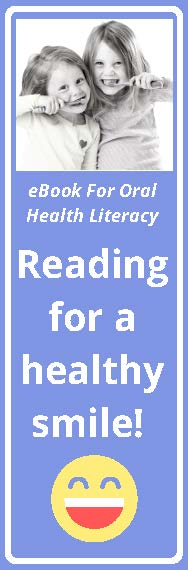 eBook For Oral
Health Literacy
Reading
for a
healthy
smile!